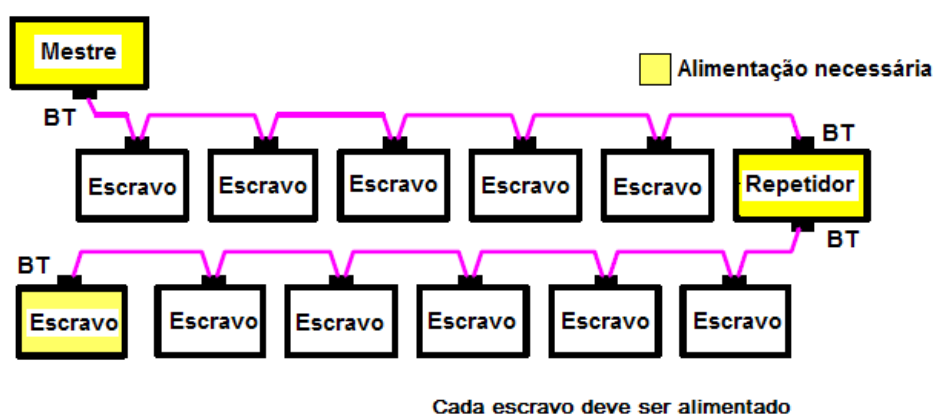 Mestre
Alimentação necessária
BT
BT
Escravo Escravo Escravo Escravo Escravo Repetidor
BT
BT
Escravo Escravo Escravo Escravo Escravo Escravo
Cada escravo deve ser alimentado